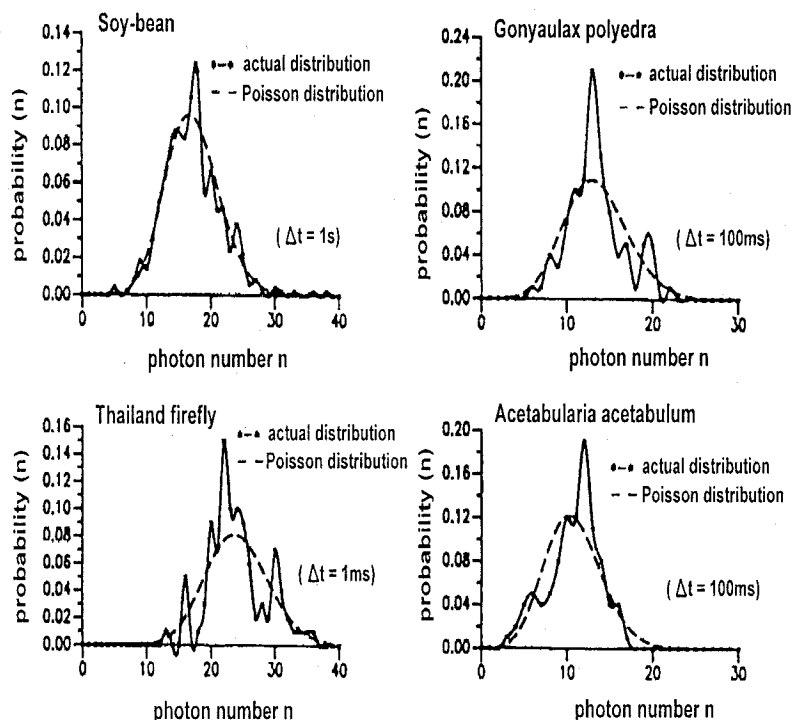 Soy-bean
0.14
0.12
0.10
0.08
0.06
0.04
0.02
0.00
probability (n)
actual distribution
Poisson distribution
( Δt = 1s)
0 10 20 30 40
photon number n
Gonyaulax polyedra
0.24
0.20
0.16
0.12
0.08
0.04
0.00
probability (n)
actual distribution
Poisson distribution
( Δt = 100ms)
0 10 20 30
photon number n
Thailand firefly
0.16
0.14
0.12
0.10
0.08
0.06
0.04
0.02
0.00
probability (n)
actual distribution
Poisson distribution
( Δt = 1ms)
0 10 20 30 40
photon number n
Acetabularia acetabulum
0.20
0.16
0.12
0.08
0.04
0.00
probability (n)
actual distribution
Poisson distribution
( Δt = 100ms)
0 10 20 30
photon number n